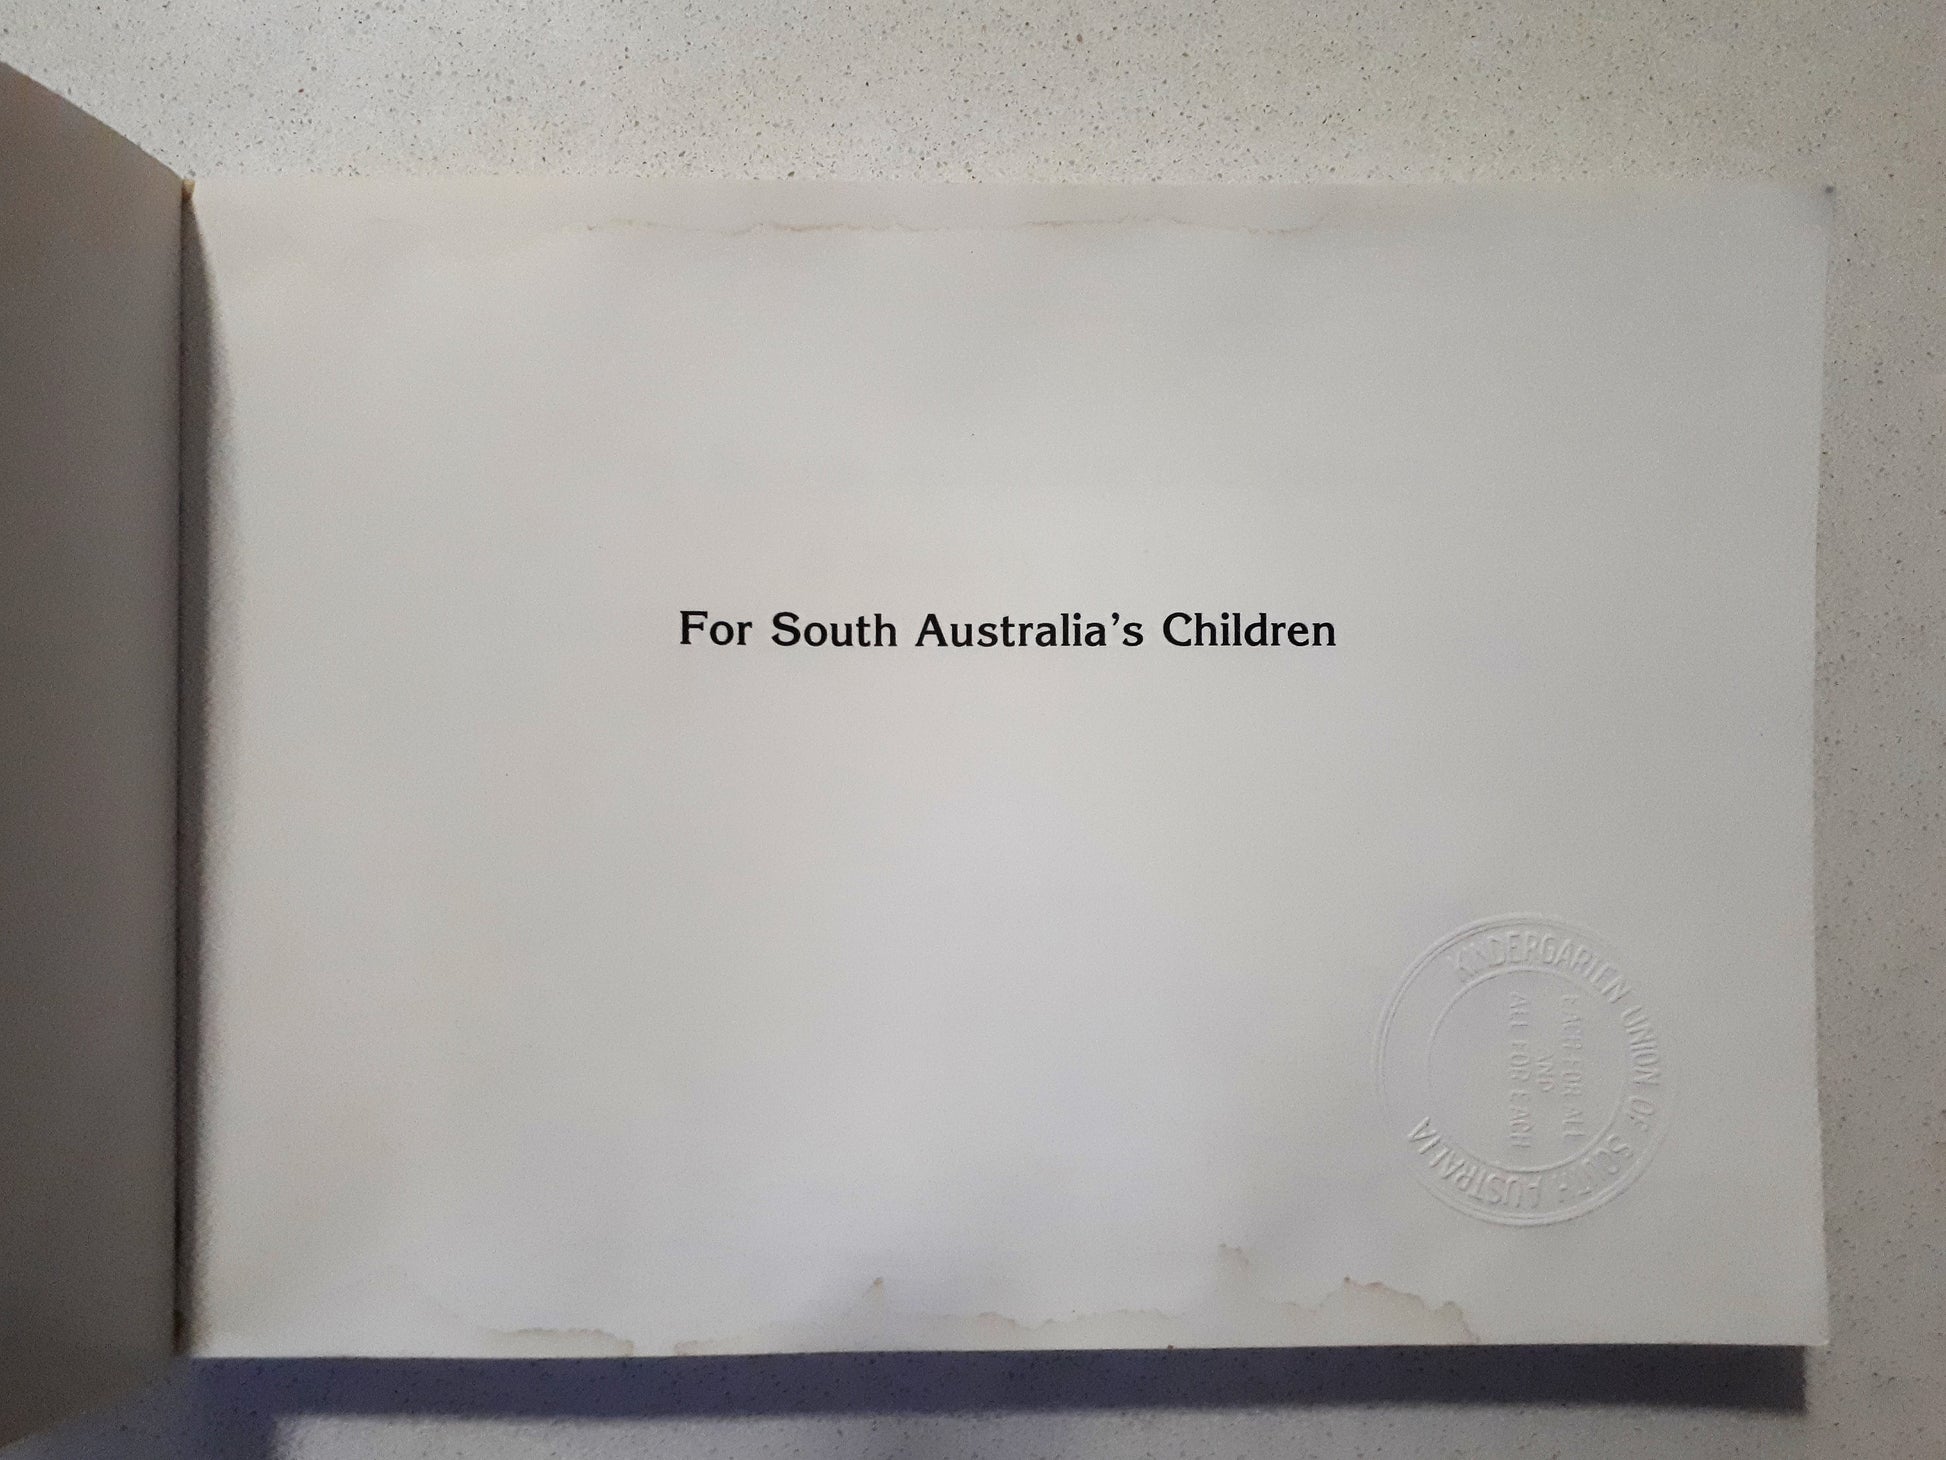 For South Australia’s Children
KINDERGARTEN UNION OF SOUTH AUSTRALIA
EACH FOR ALL
AND
ALL FOR EACH